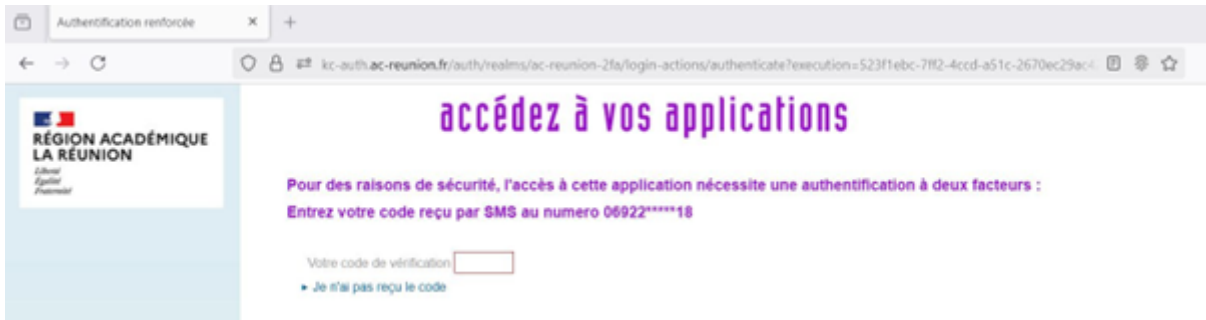 Authentification renforcée
kc-auth.ac-reunion.fr/auth/realms/ac-reunion-2fa/login-actions/authenticate?execution=523f1ebc-7ff2-4ccd-a51c-2670ec29ac
RÉGION ACADÉMIQUE
LA RÉUNION
Liberté
Égalité
Fraternité
accédez à vos applications
Pour des raisons de sécurité, l'accès à cette application nécessite une authentification à deux facteurs :
Entrez votre code reçu par SMS au numero 06922*****18
Votre code de vérification
▸ Je n'ai pas reçu le code